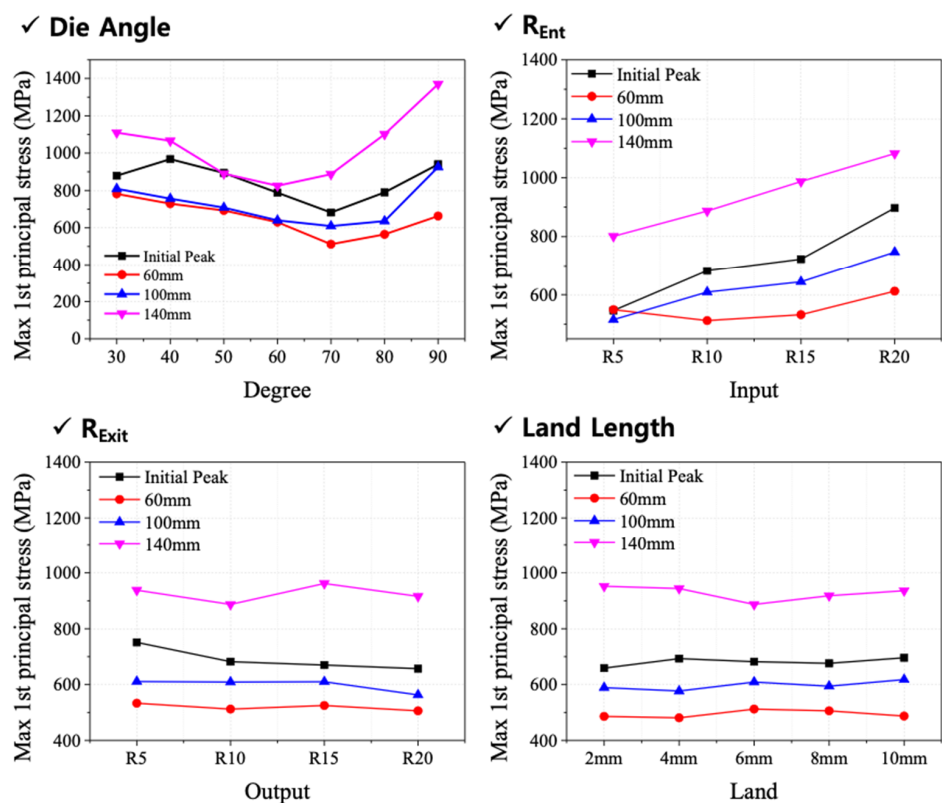 ✓ Die Angle
Max 1st principal stress (MPa)
1400
1200
1000
800
600
400
200
0
Initial Peak
60mm
100mm
140mm
30 40 50 60 70 80 90
Degree
✓ R_Ent
Max 1st principal stress (MPa)
1400
1200
1000
800
600
Initial Peak
60mm
100mm
140mm
R5 R10 R15 R20
Input
✓ R_Exit
Max 1st principal stress (MPa)
1400
1200
1000
800
600
400
Initial Peak
60mm
100mm
140mm
R5 R10 R15 R20
Output
✓ Land Length
Max 1st principal stress (MPa)
1400
1200
1000
800
600
400
Initial Peak
60mm
100mm
140mm
2mm 4mm 6mm 8mm 10mm
Land